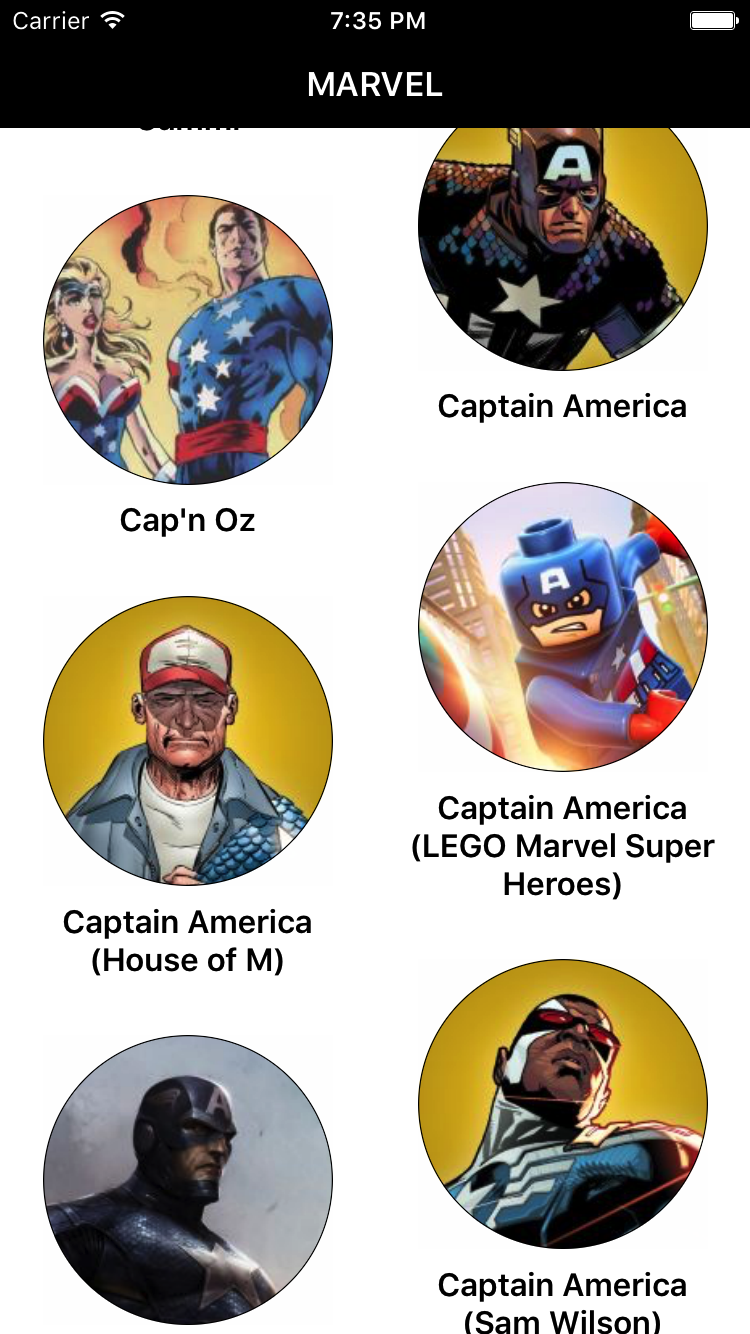 Carrier 7:35 PM
MARVEL
Captain America
Cap'n Oz
Captain America
(LEGO Marvel Super
Heroes)
Captain America
(House of M)
Captain America
(Sam Wilson)